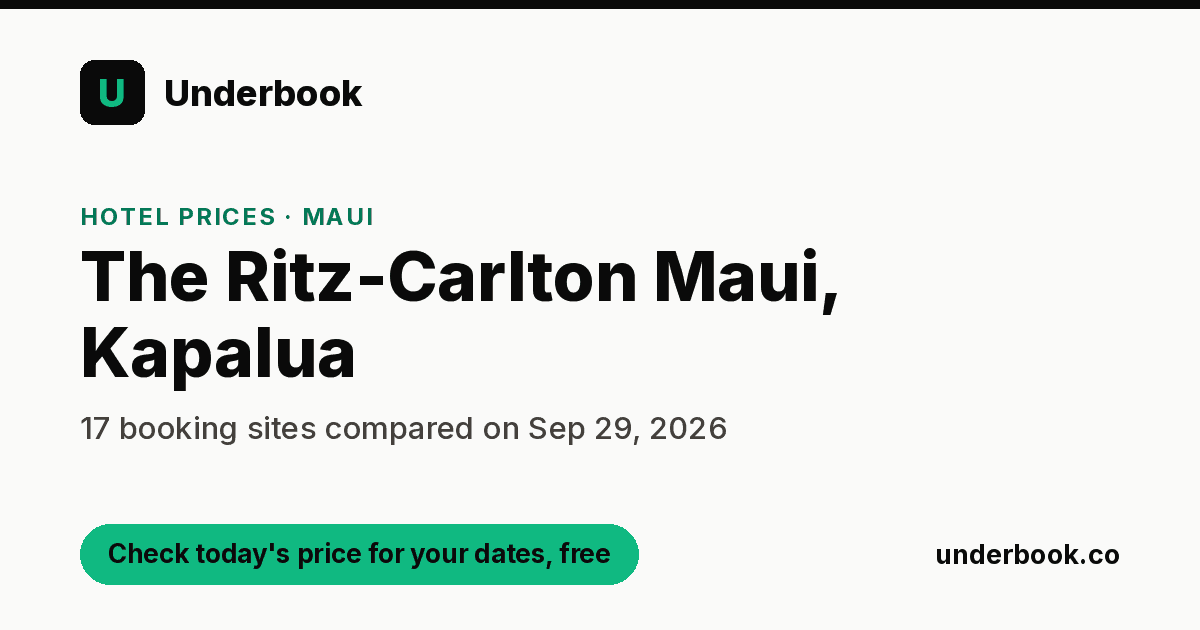 U
Underbook
HOTEL PRICES · MAUI
The Ritz-Carlton Maui,
Kapalua
17 booking sites compared on Sep 29, 2026
Check today's price for your dates, free
underbook.co